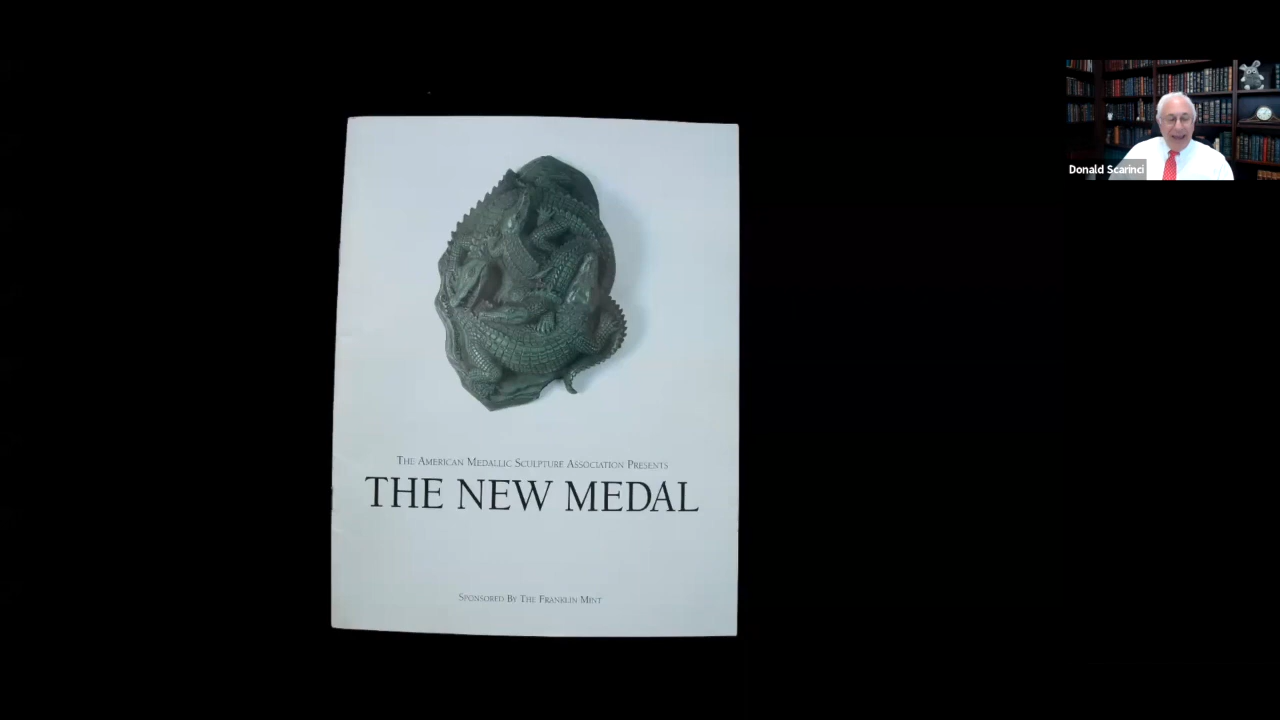 THE AMERICAN MEDALLIC SCULPTURE ASSOCIATION PRESENTS
THE NEW MEDAL
SPONSORED BY THE FRANKLIN MINT
Donald Scarinci